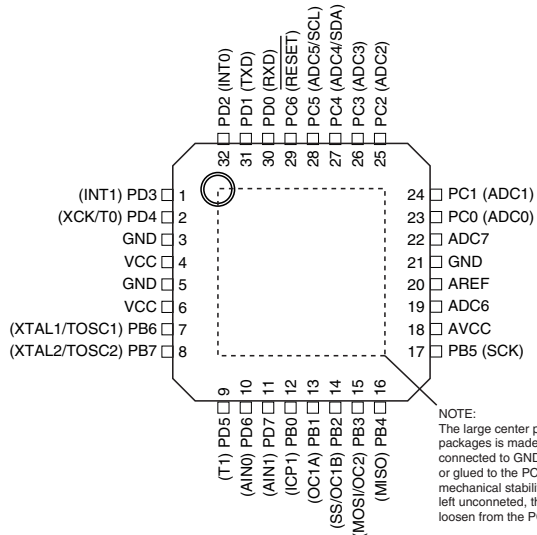 32 PD2 (INT0)
31 PD1 (TXD)
30 PD0 (RXD)
29 PC6 (RESET)
28 PC5 (ADC5/SCL)
27 PC4 (ADC4/SDA)
26 PC3 (ADC3)
25 PC2 (ADC2)
(INT1) PD3 1
(XCK/T0) PD4 2
GND 3
VCC 4
GND 5
VCC 6
(XTAL1/TOSC1) PB6 7
(XTAL2/TOSC2) PB7 8
24 PC1 (ADC1)
23 PC0 (ADC0)
22 ADC7
21 GND
20 AREF
19 ADC6
18 AVCC
17 PB5 (SCK)
(T1) PD5 9
(AIN0) PD6 10
(AIN1) PD7 11
(ICP1) PB0 12
(OC1A) PB1 13
(SS/OC1B) PB2 14
(MOSI/OC2) PB3 15
(MISO) PB4 16
NOTE:
The large center p
packages is made
connected to GND
or glued to the PC
mechanical stabili
left unconneted, th
loosen from the PC